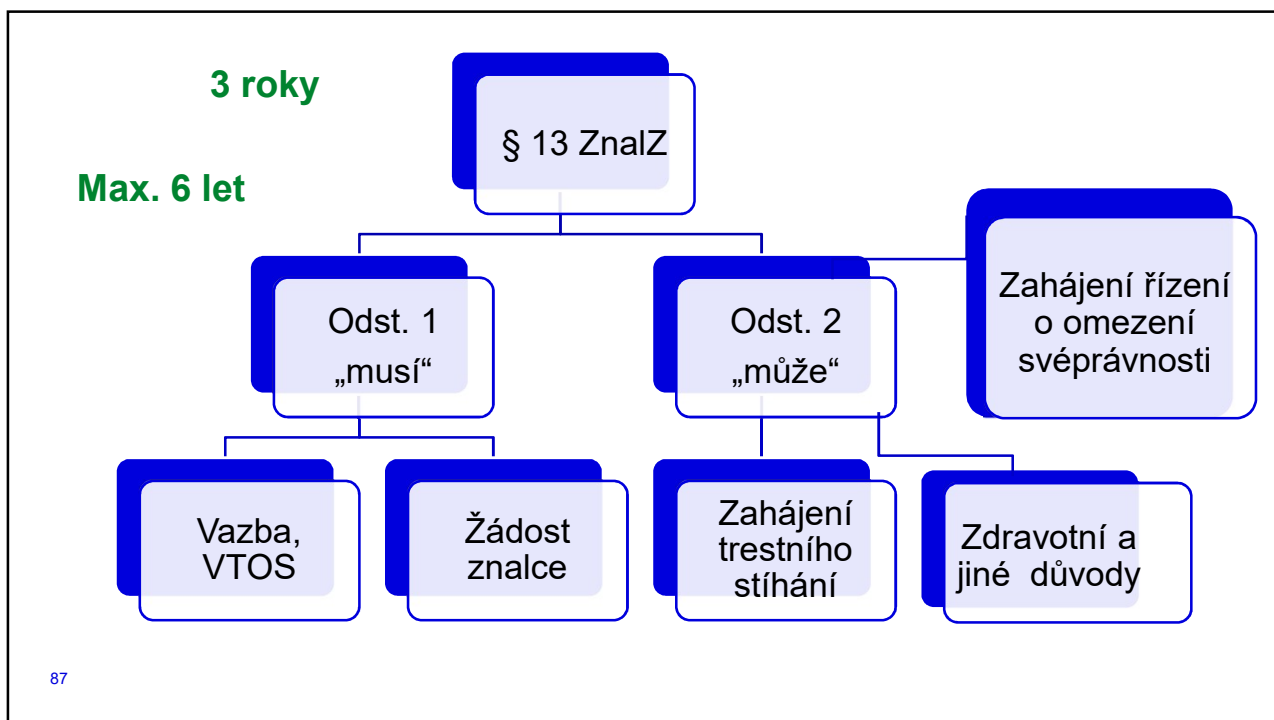 3 roky
§ 13 ZnalZ
Max. 6 let
Zahájení řízení
o omezení
svéprávnosti
Odst. 1
„musí“
Odst. 2
„může“
Vazba,
VTOS
Žádost
znalce
Zahájení
trestního
stíhání
Zdravotní a
jiné důvody
87